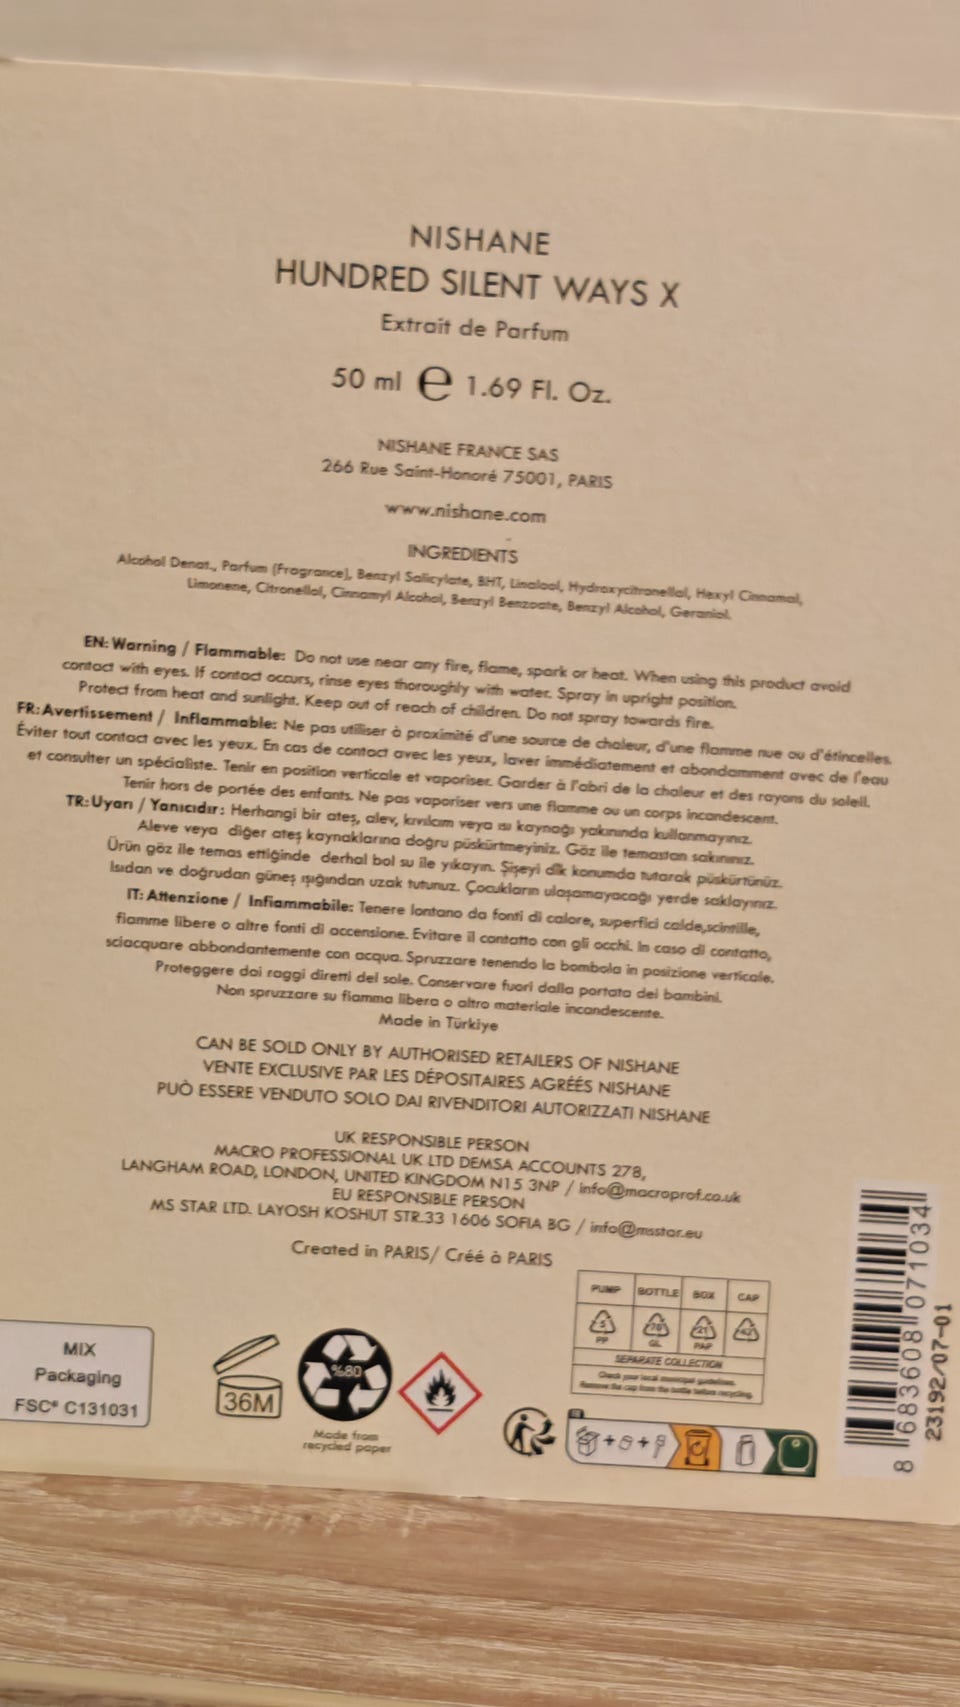 NISHANE
HUNDRED SILENT WAYS X
Extrait de Parfum
50 ml ℮ 1.69 Fl. Oz.
NISHANE FRANCE SAS
266 Rue Saint-Honoré 75001, PARIS
www.nishane.com
INGREDIENTS
Alcohol Denat., Parfum (Fragrance), Benzyl Salicylate, BHT, Linalool, Hydroxycitronellal, Hexyl Cinnamal,
Limonene, Citronellol, Cinnamyl Alcohol, Benzyl Benzoate, Benzyl Alcohol, Geraniol.
EN: Warning / Flammable: Do not use near any fire, flame, spark or heat. When using this product avoid
contact with eyes. If contact occurs, rinse eyes thoroughly with water. Spray in upright position.
Protect from heat and sunlight. Keep out of reach of children. Do not spray towards fire.
FR: Avertissement / Inflammable: Ne pas utiliser à proximité d'une source de chaleur, d'une flamme nue ou d'étincelles.
Éviter tout contact avec les yeux. En cas de contact avec les yeux, laver immédiatement et abondamment avec de l'eau
et consulter un spécialiste. Tenir en position verticale et vaporiser. Garder à l'abri de la chaleur et des rayons du soleil.
Tenir hors de portée des enfants. Ne pas vaporiser vers une flamme ou un corps incandescent.
TR: Uyarı / Yanıcıdır: Herhangi bir ateş, alev, kıvılcım veya ısı kaynağı yakınında kullanmayınız.
Aleve veya diğer ateş kaynaklarına doğru püskürtmeyiniz. Göz ile temastan sakınınız.
Ürün göz ile temas ettiğinde derhal bol su ile yıkayın. Şişeyi dik konumda tutarak püskürtünüz.
Isıdan ve doğrudan güneş ışığından uzak tutunuz. Çocukların ulaşamayacağı yerde saklayınız.
IT: Attenzione / Infiammabile: Tenere lontano da fonti di calore, superfici calde,scintille,
fiamme libere o altre fonti di accensione. Evitare il contatto con gli occhi. In caso di contatto,
sciacquare abbondantemente con acqua. Spruzzare tenendo la bombola in posizione verticale.
Proteggere dai raggi diretti del sole. Conservare fuori dalla portata dei bambini.
Non spruzzare su fiamma libera o altro materiale incandescente.
Made in Türkiye
CAN BE SOLD ONLY BY AUTHORISED RETAILERS OF NISHANE
VENTE EXCLUSIVE PAR LES DÉPOSITAIRES AGRÉÉS NISHANE
PUÒ ESSERE VENDUTO SOLO DAI RIVENDITORI AUTORIZZATI NISHANE
UK RESPONSIBLE PERSON
MACRO PROFESSIONAL UK LTD DEMSA ACCOUNTS 278,
LANGHAM ROAD, LONDON, UNITED KINGDOM N15 3NP / info@macroprof.co.uk
EU RESPONSIBLE PERSON
MS STAR LTD. LAYOSH KOSHUT STR.33 1606 SOFIA BG / info@msstar.eu
Created in PARIS/ Créé à PARIS
PUMP BOTTLE BOX CAP
5 70 21 42
PP GL PAP
SEPARATE COLLECTION
Check your local municipal guidelines.
Remove the cap from the bottle before recycling.
MIX
Packaging
FSC® C131031
36M
%80
Made from
recycled paper
8 683608 071034
23192/07-01